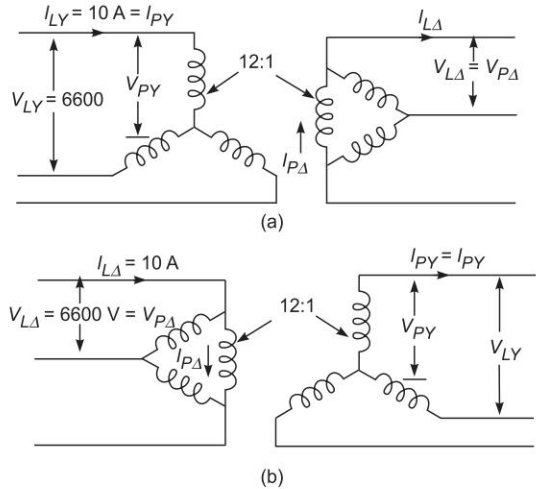 I_LY = 10 A = I_PY
V_LY = 6600
V_PY
12:1
I_PΔ
I_LΔ
V_LΔ = V_PΔ
(a)
I_LΔ = 10 A
V_LΔ = 6600 V = V_PΔ
I_PΔ
12:1
I_PY = I_PY
V_PY
V_LY
(b)